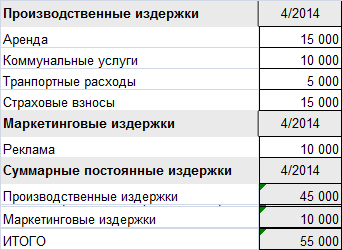 Производственные издержки 4/2014
Аренда 15 000
Коммунальные услуги 10 000
Транпортные расходы 5 000
Страховые взносы 15 000
Маркетинговые издержки 4/2014
Реклама 10 000
Суммарные постоянные издержки 4/2014
Производственные издержки 45 000
Маркетинговые издержки 10 000
ИТОГО 55 000